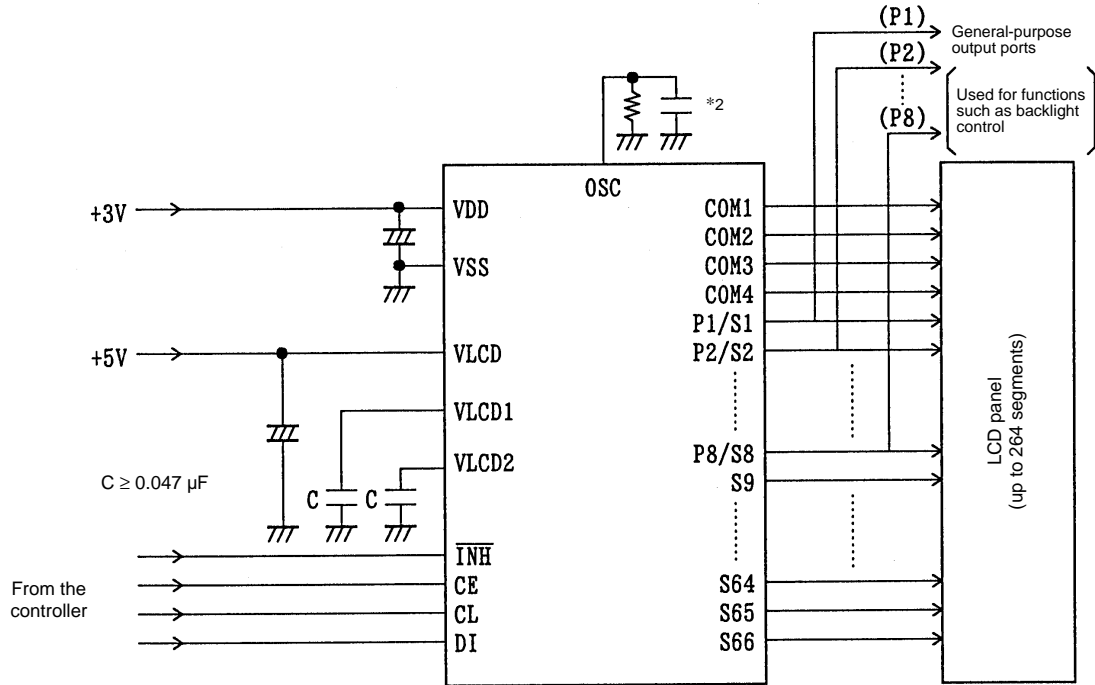 (P1)
General-purpose
output ports
(P2)
*2
Used for functions
such as backlight
control
(P8)
OSC
+3V
VDD
COM1
COM2
VSS
COM3
COM4
P1/S1
+5V
VLCD
P2/S2
VLCD1
VLCD2
P8/S8
C ≥ 0.047 µF
C C
S9
LCD panel
(up to 264 segments)
INH
From the
controller
CE
S64
CL
S65
DI
S66